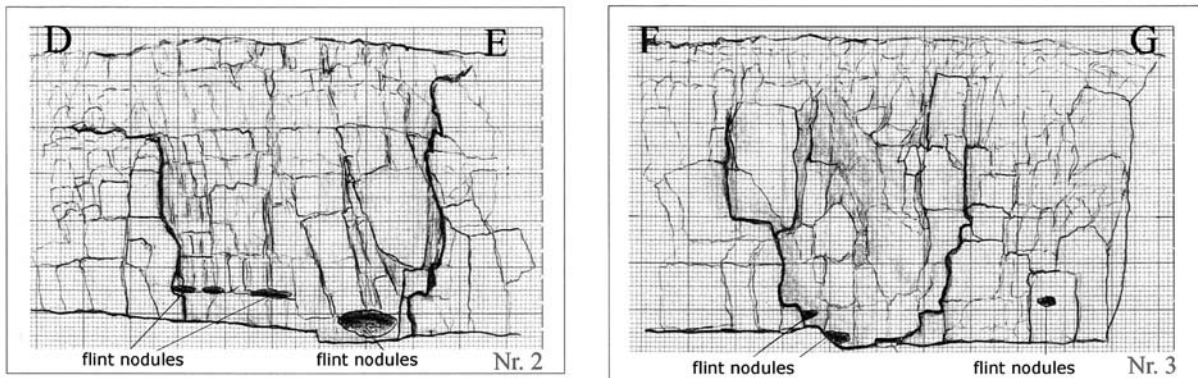 D E
flint nodules flint nodules
Nr. 2
F G
flint nodules flint nodules
Nr. 3